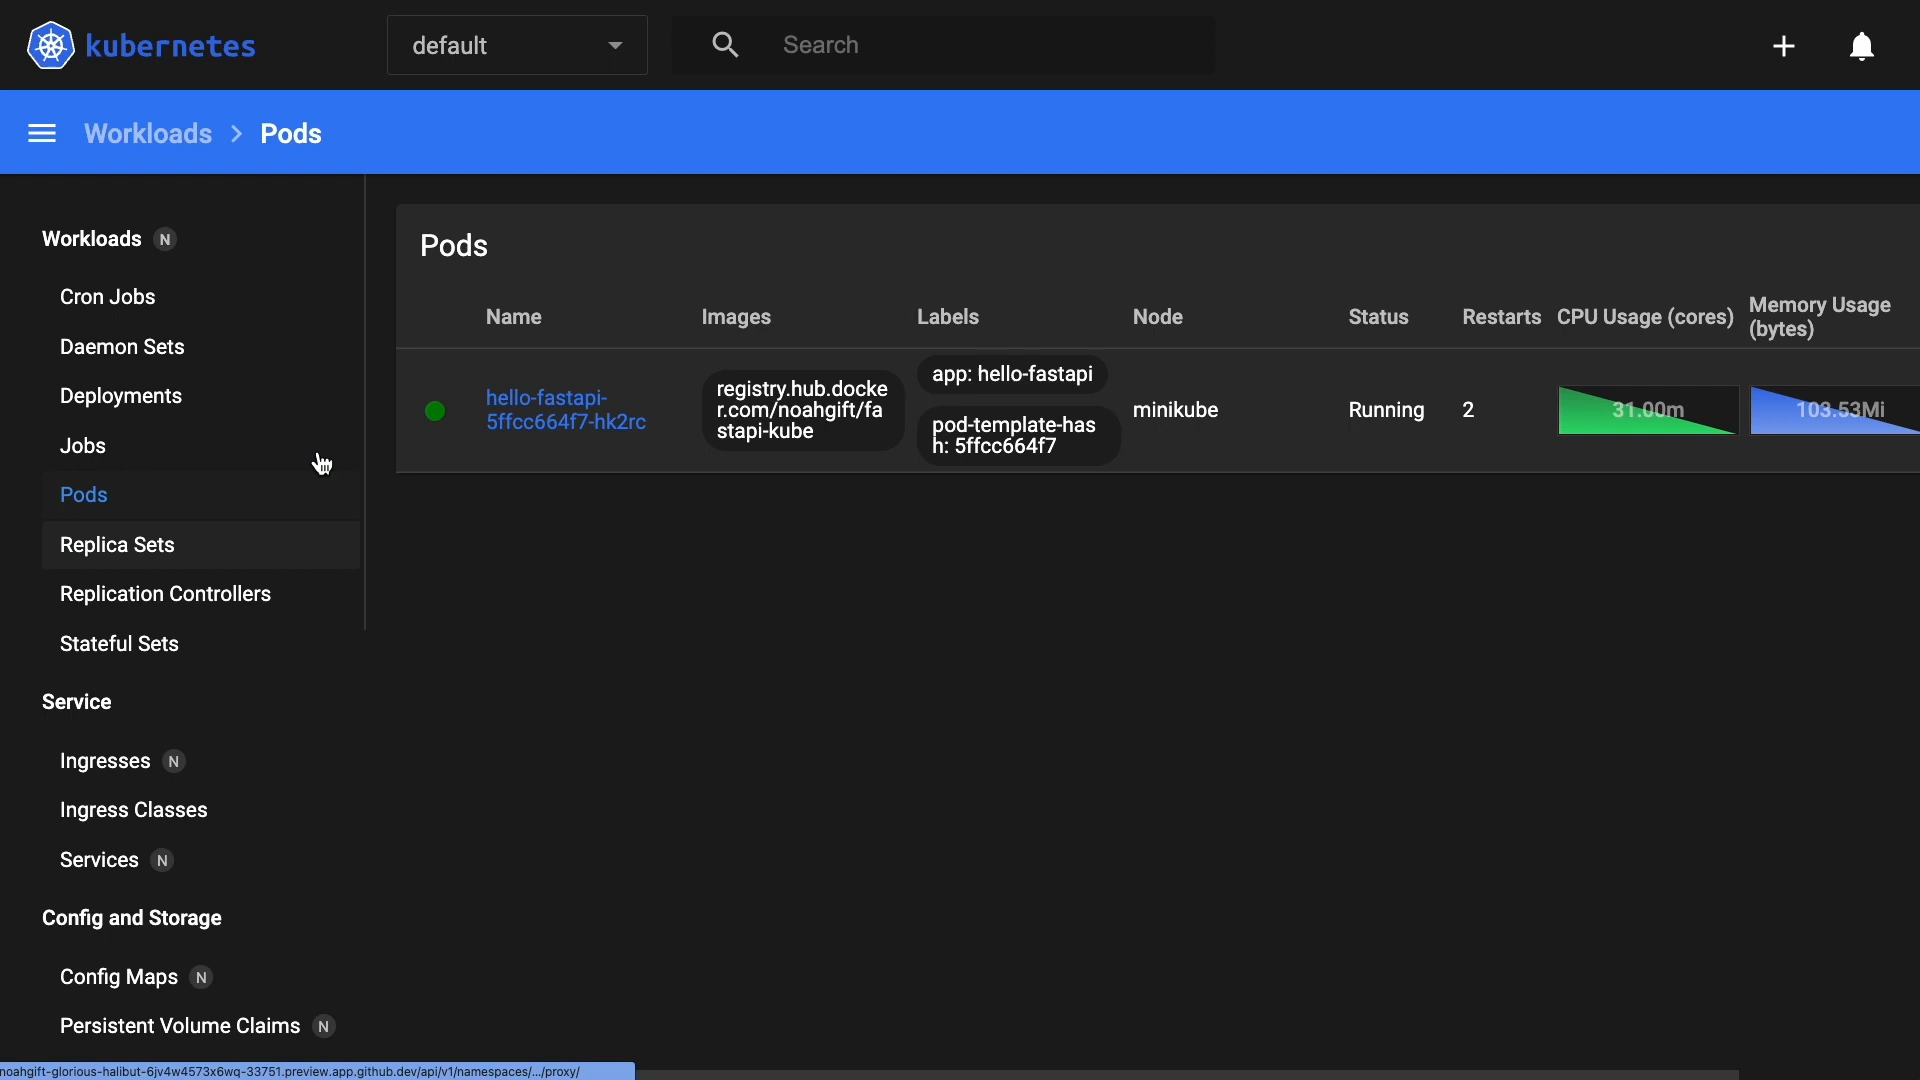 kubernetes
default
Search
Workloads > Pods
Workloads N
Cron Jobs
Daemon Sets
Deployments
Jobs
Pods
Replica Sets
Replication Controllers
Stateful Sets
Service
Ingresses N
Ingress Classes
Services N
Config and Storage
Config Maps N
Persistent Volume Claims N
Pods
Name Images Labels Node Status Restarts CPU Usage (cores) Memory Usage
(bytes)
hello-fastapi-
5ffcc664f7-hk2rc
registry.hub.docke
r.com/noahgift/fa
stapi-kube
app: hello-fastapi
pod-template-has
h: 5ffcc664f7
minikube
Running
2
31.00m
103.53Mi
noahgift-glorious-halibut-6jv4w4573x6wq-33751.preview.app.github.dev/api/v1/namespaces/.../proxy/